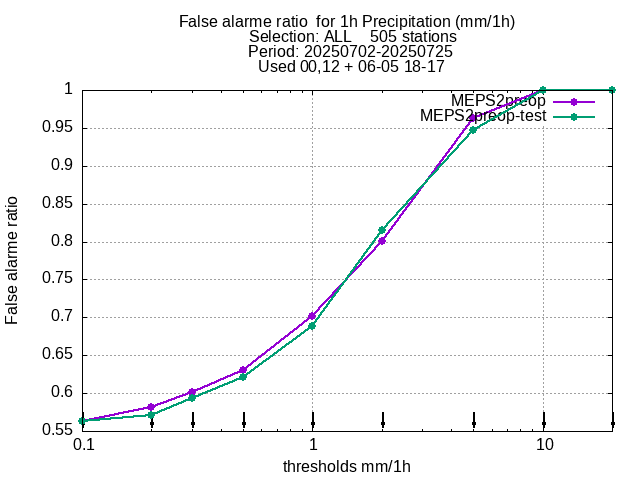 False alarme ratio  for 1h Precipitation (mm/1h)
Selection: ALL    505 stations
Period: 20250702-20250725
Used 00,12 + 06-05 18-17
MEPS2preop
MEPS2preop-test
1
0.95
0.9
0.85
0.8
0.75
0.7
0.65
0.6
0.55
False alarme ratio
0.1
1
10
thresholds mm/1h